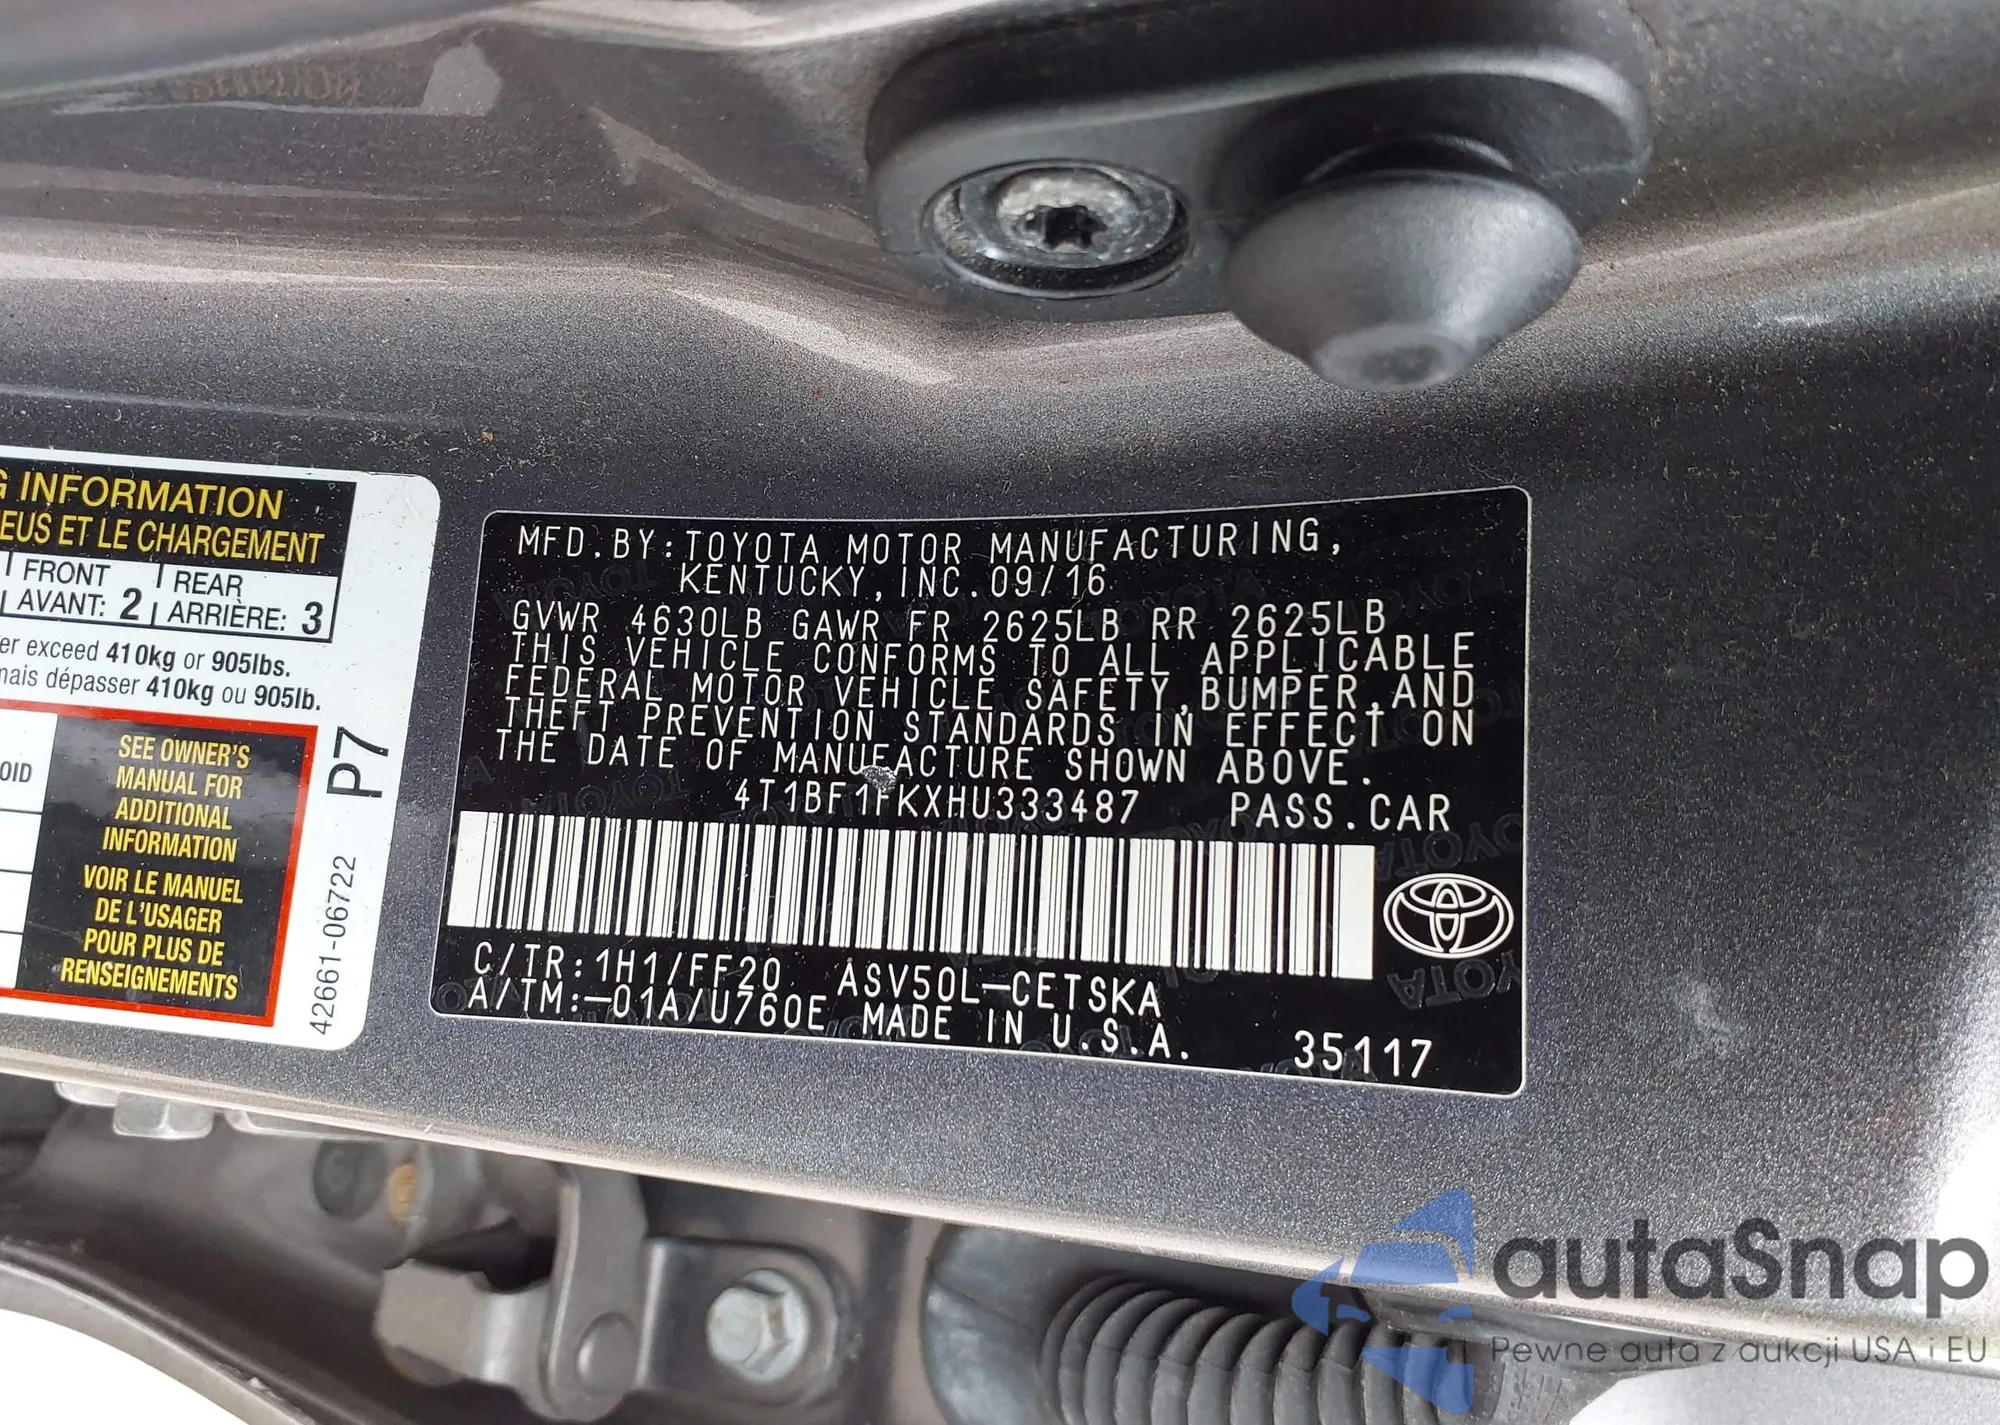 G INFORMATION
EUS ET LE CHARGEMENT
FRONT REAR
AVANT: 2 ARRIÈRE: 3
er exceed 410kg or 905lbs.
mais dépasser 410kg ou 905lb.
OID
SEE OWNER'S
MANUAL FOR
ADDITIONAL
INFORMATION
VOIR LE MANUEL
DE L'USAGER
POUR PLUS DE
RENSEIGNEMENTS
P7
42661-06722
MFD.BY:TOYOTA MOTOR MANUFACTURING,
KENTUCKY,INC.09/16
GVWR 4630LB GAWR FR 2625LB RR 2625LB
THIS VEHICLE CONFORMS TO ALL APPLICABLE
FEDERAL MOTOR VEHICLE SAFETY,BUMPER,AND
THEFT PREVENTION STANDARDS IN EFFECT ON
THE DATE OF MANUFACTURE SHOWN ABOVE.
4T1BF1FKXHU333487 PASS.CAR
C/TR:1H1/FF20 ASV50L-CETSKA
A/TM:-01A/U760E MADE IN U.S.A.
35117
TOYOTA
autaSnap
Pewne auta z aukcji USA i EU